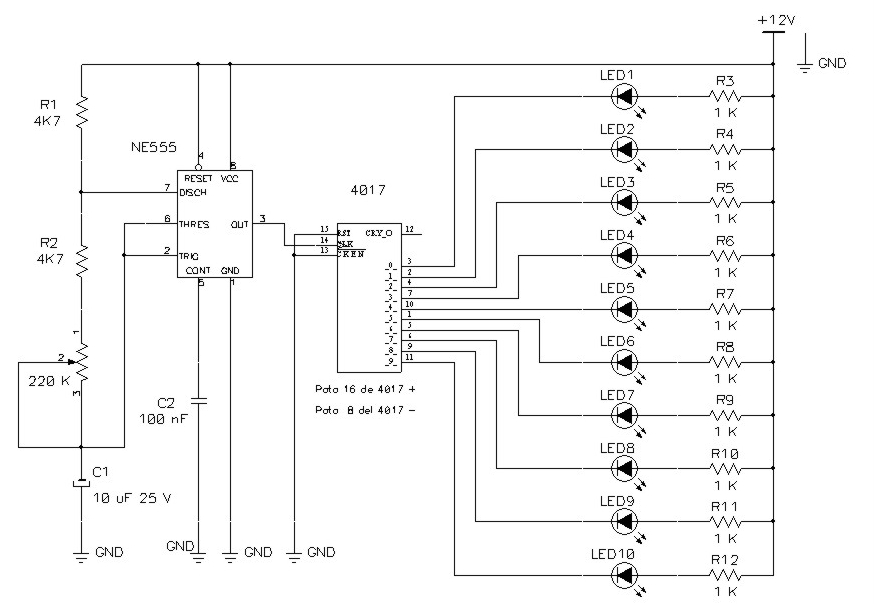 +12V
GND
R1
4K7
NE555
4
8
RESET VCC
7
DISCH
6
THRES
OUT
3
2
TRIG
CONT GND
5
1
R2
4K7
1
2
220 K
3
C1
10 uF 25 V
C2
100 nF
GND
GND
GND
GND
4017
15
RST
CRY_O
12
14
CLK
13
CKEN
_0_
3
_1_
2
_2_
4
_3_
7
_4_
10
_5_
1
_6_
5
_7_
6
_8_
9
_9_
11
Pata 16 de 4017 +
Pata 8 del 4017 -
LED1
R3
1 K
LED2
R4
1 K
LED3
R5
1 K
LED4
R6
1 K
LED5
R7
1 K
LED6
R8
1 K
LED7
R9
1 K
LED8
R10
1 K
LED9
R11
1 K
LED10
R12
1 K